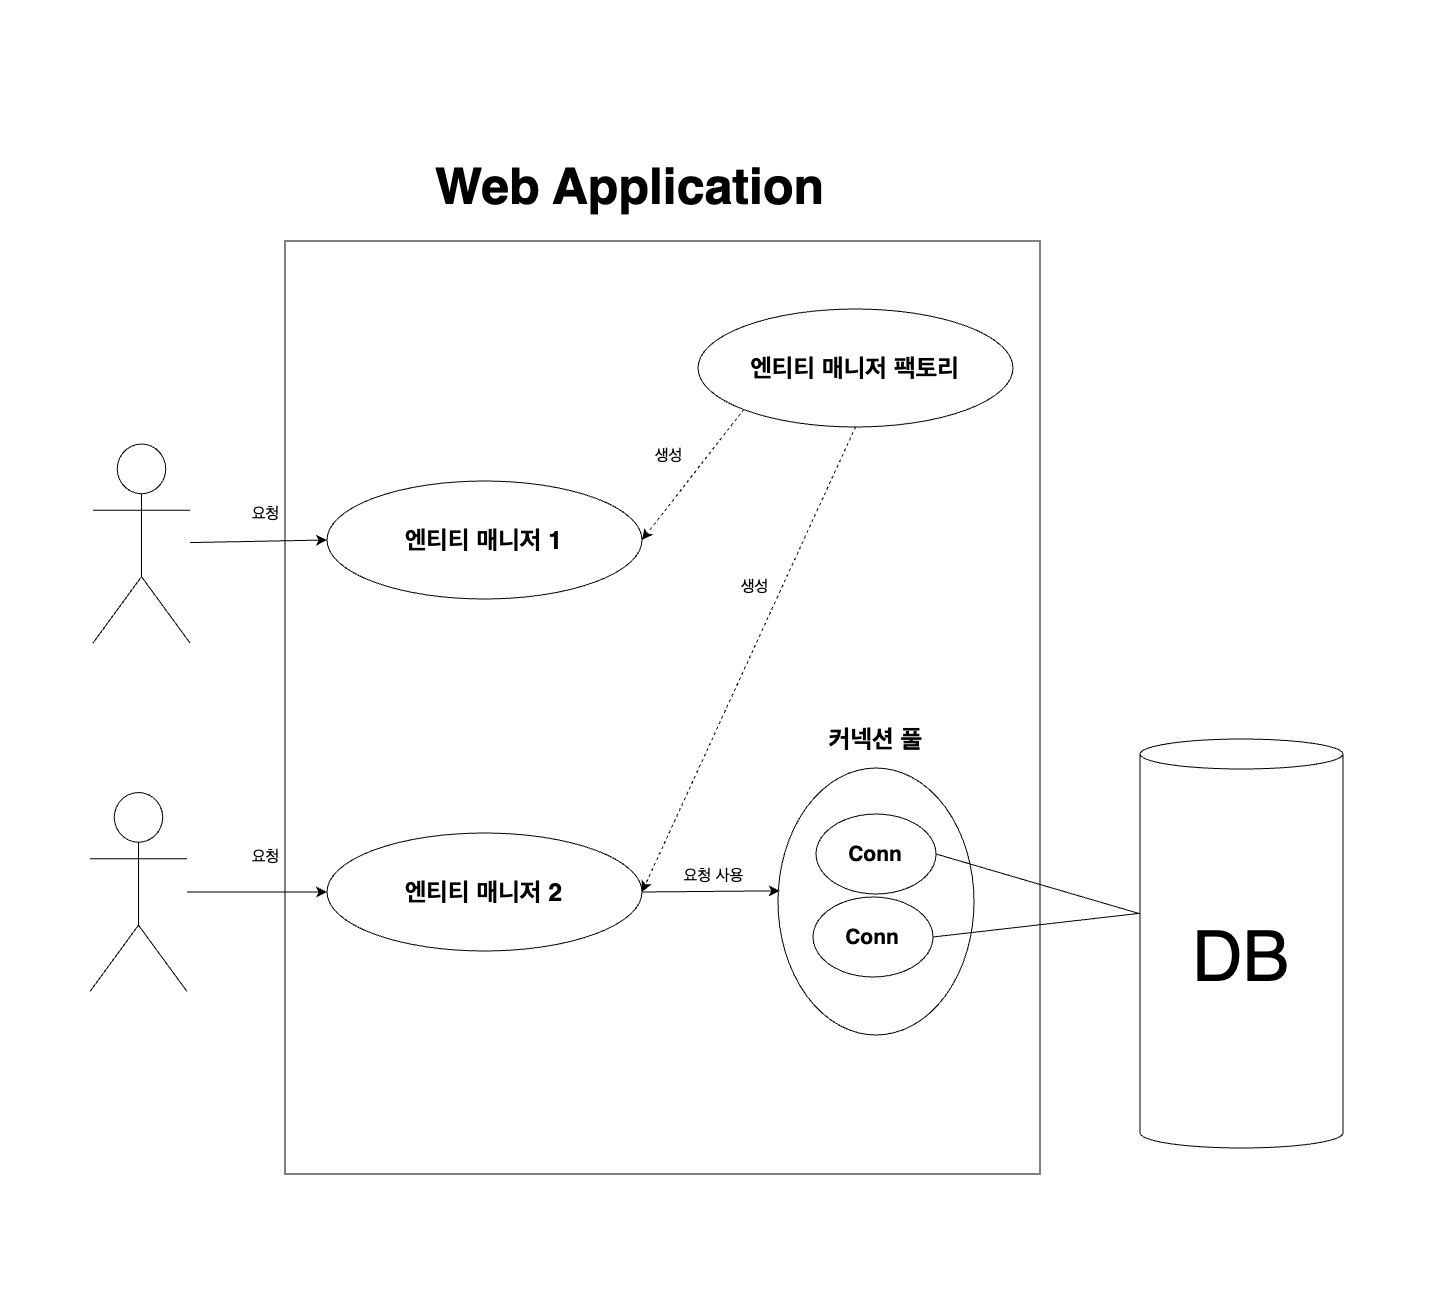 Web Application
엔티티 매니저 팩토리
생성
요청
엔티티 매니저 1
생성
커넥션 풀
요청
엔티티 매니저 2
요청 사용
Conn
Conn
DB